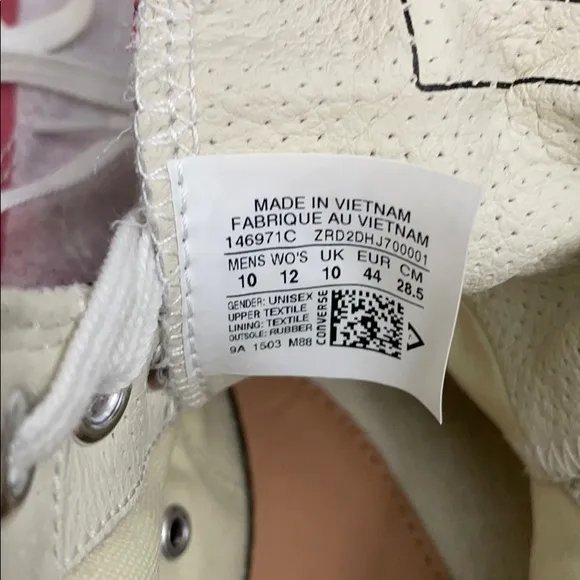 MADE IN VIETNAM
FABRIQUE AU VIETNAM
146971C ZRD2DHJ700001
MENS WO'S UK EUR CM
10 12 10 44 28.5
GENDER: UNISEX
UPPER TEXTILE
LINING: TEXTILE
OUTSOLE: RUBBER
9A 1503 M88
CONVERSE